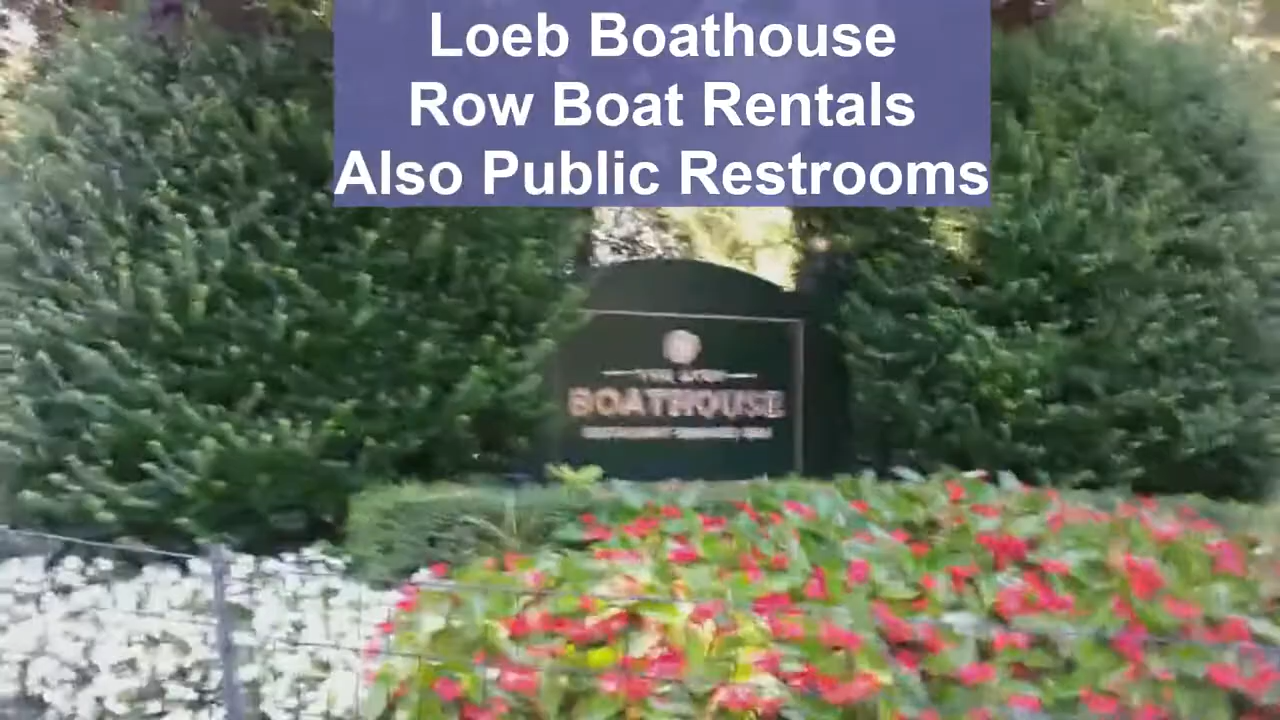 Loeb Boathouse
Row Boat Rentals
Also Public Restrooms
BOATHOUSE